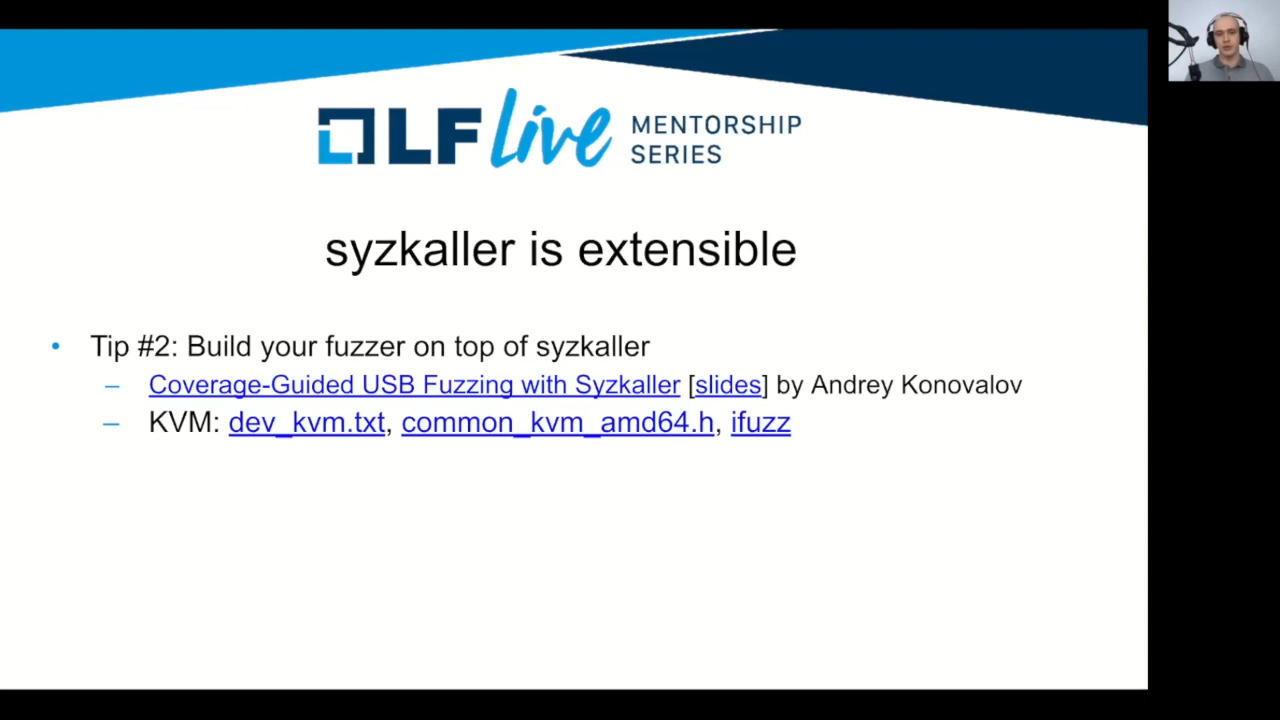 LF Live MENTORSHIP
SERIES
syzkaller is extensible
• Tip #2: Build your fuzzer on top of syzkaller
– Coverage-Guided USB Fuzzing with Syzkaller [slides] by Andrey Konovalov
– KVM: dev_kvm.txt, common_kvm_amd64.h, ifuzz